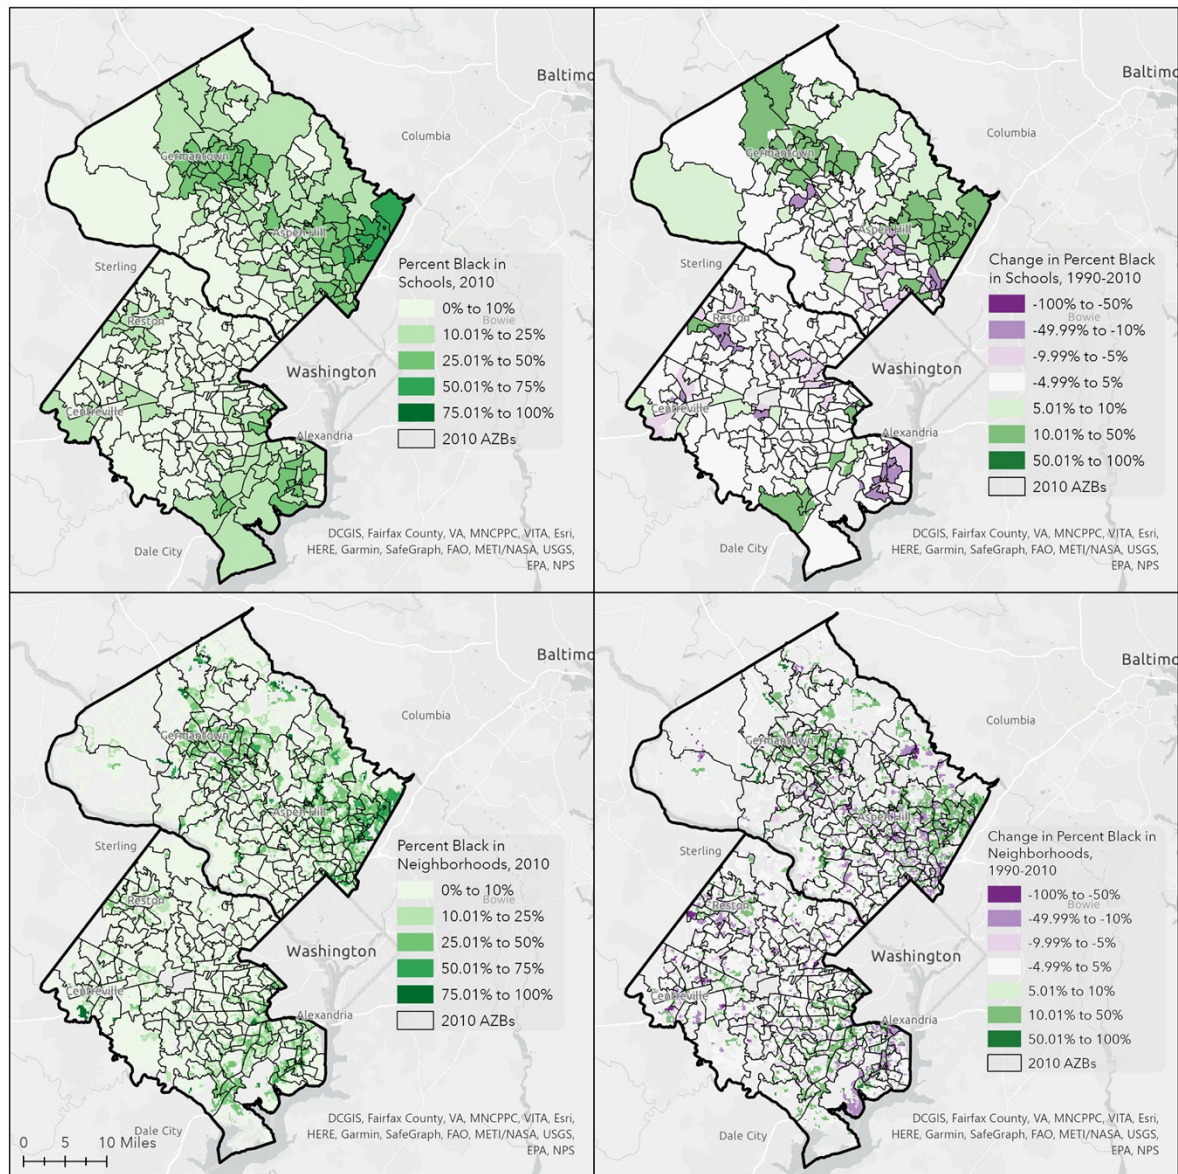 Baltimo
Columbia
Germantown
Aspen Hill
Sterling
Percent Black in
Schools, 2010
0% to 10%
10.01% to 25%
25.01% to 50%
50.01% to 75%
75.01% to 100%
2010 AZBs
Bowie
Reston
Washington
Centreville
Alexandria
Dale City
DCGIS, Fairfax County, VA, MNCPPC, VITA, Esri,
HERE, Garmin, SafeGraph, FAO, METI/NASA, USGS,
EPA, NPS
Baltimo
Columbia
Germantown
Aspen Hill
Sterling
Change in Percent Black
in Schools, 1990-2010
-100% to -50%
-49.99% to -10%
-9.99% to -5%
-4.99% to 5%
5.01% to 10%
10.01% to 50%
50.01% to 100%
2010 AZBs
Bowie
Reston
Washington
Centreville
Alexandria
Dale City
DCGIS, Fairfax County, VA, MNCPPC, VITA, Esri,
HERE, Garmin, SafeGraph, FAO, METI/NASA, USGS,
EPA, NPS
Baltimo
Columbia
Germantown
Aspen Hill
Sterling
Percent Black in
Neighborhoods, 2010
0% to 10%
10.01% to 25%
25.01% to 50%
50.01% to 75%
75.01% to 100%
2010 AZBs
Bowie
Reston
Washington
Centreville
Alexandria
Dale City
0 5 10 Miles
DCGIS, Fairfax County, VA, MNCPPC, VITA, Esri,
HERE, Garmin, SafeGraph, FAO, METI/NASA, USGS,
EPA, NPS
Baltimo
Columbia
Germantown
Aspen Hill
Sterling
Change in Percent Black in
Neighborhoods,
1990-2010
-100% to -50%
-49.99% to -10%
-9.99% to -5%
-4.99% to 5%
5.01% to 10%
10.01% to 50%
50.01% to 100%
2010 AZBs
Bowie
Reston
Washington
Centreville
Alexandria
Dale City
DCGIS, Fairfax County, VA, MNCPPC, VITA, Esri,
HERE, Garmin, SafeGraph, FAO, METI/NASA, USGS,
EPA, NPS